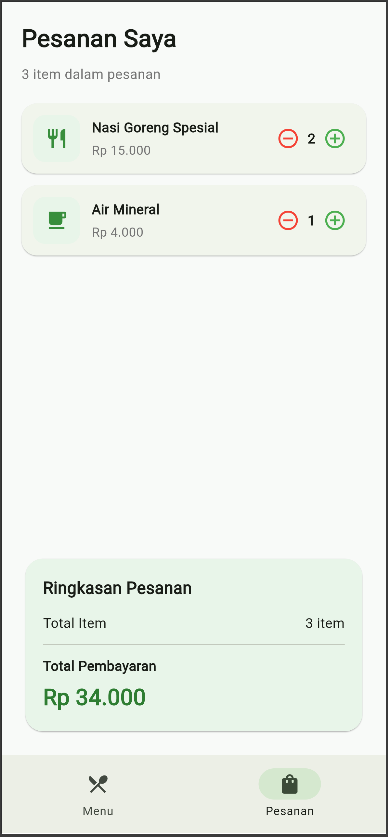 Pesanan Saya
3 item dalam pesanan
Nasi Goreng Spesial
Rp 15.000
2
Air Mineral
Rp 4.000
1
Ringkasan Pesanan
Total Item 3 item
Total Pembayaran
Rp 34.000
Menu Pesanan